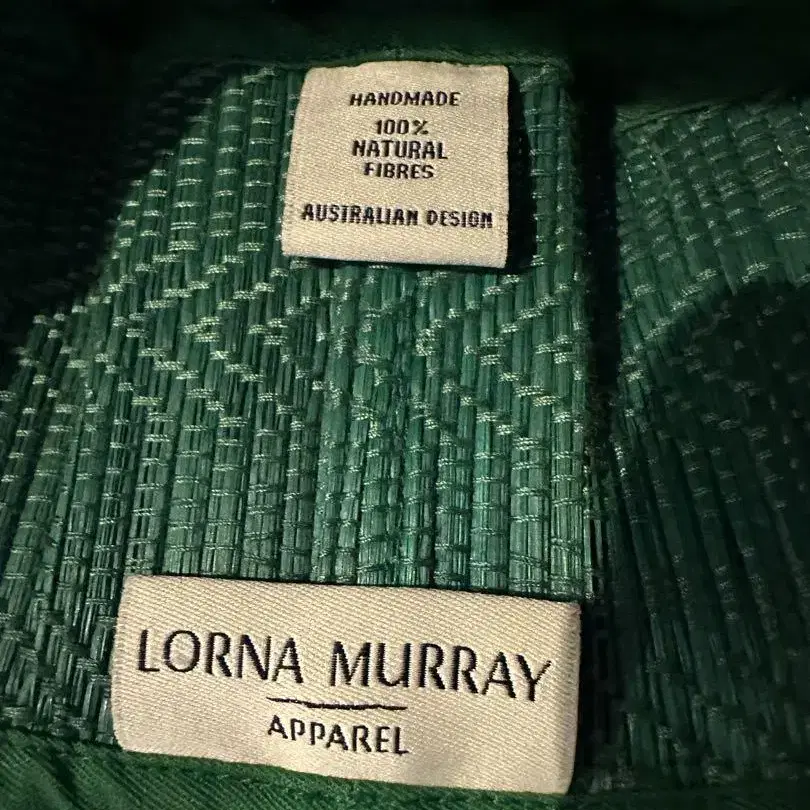 HANDMADE
100%
NATURAL
FIBRES
AUSTRALIAN DESIGN
LORNA MURRAY
APPAREL